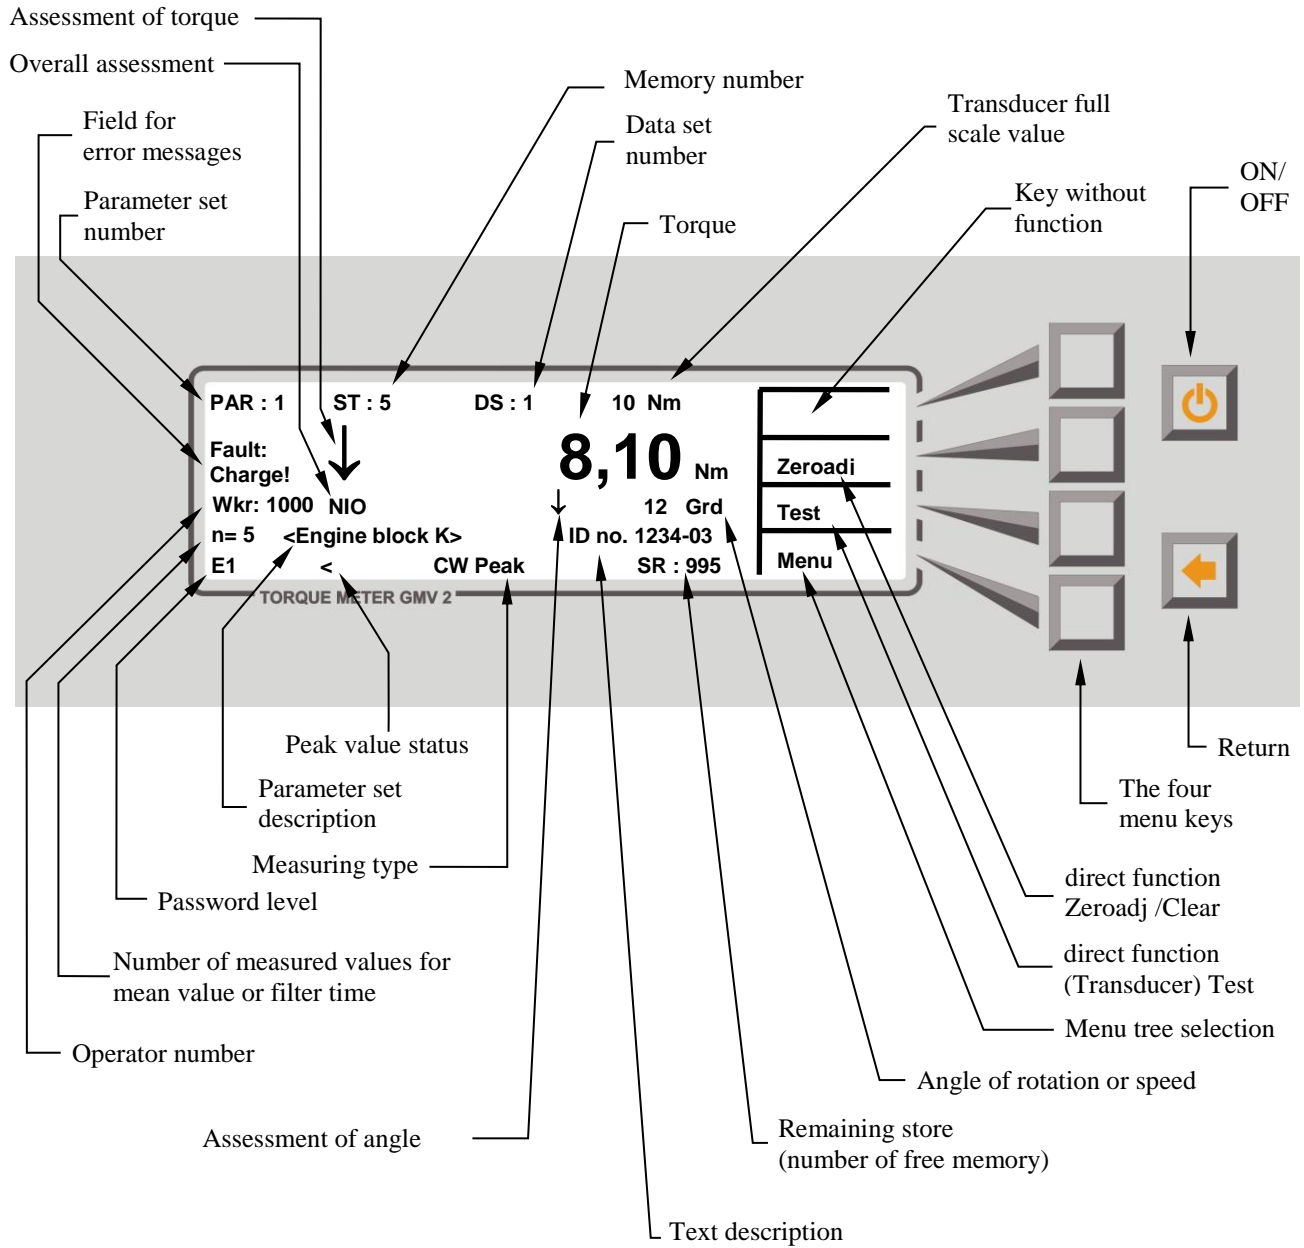 Assessment of torque
Overall assessment
Memory number
Field for
error messages
Data set
number
Transducer full
scale value
Parameter set
number
Torque
Key without
function
ON/
OFF
PAR : 1 ST : 5 DS : 1 10 Nm
Fault:
Charge!
8,10 Nm
Wkr: 1000 NIO 12 Grd
n= 5 <Engine block K> ID no. 1234-03
E1 < CW Peak SR : 995
Zeroadj
Test
Menu
TORQUE METER GMV 2
Peak value status
Return
Parameter set
description
The four
menu keys
Measuring type
Password level
direct function
Zeroadj /Clear
Number of measured values for
mean value or filter time
direct function
(Transducer) Test
Menu tree selection
Operator number
Angle of rotation or speed
Assessment of angle
Remaining store
(number of free memory)
Text description